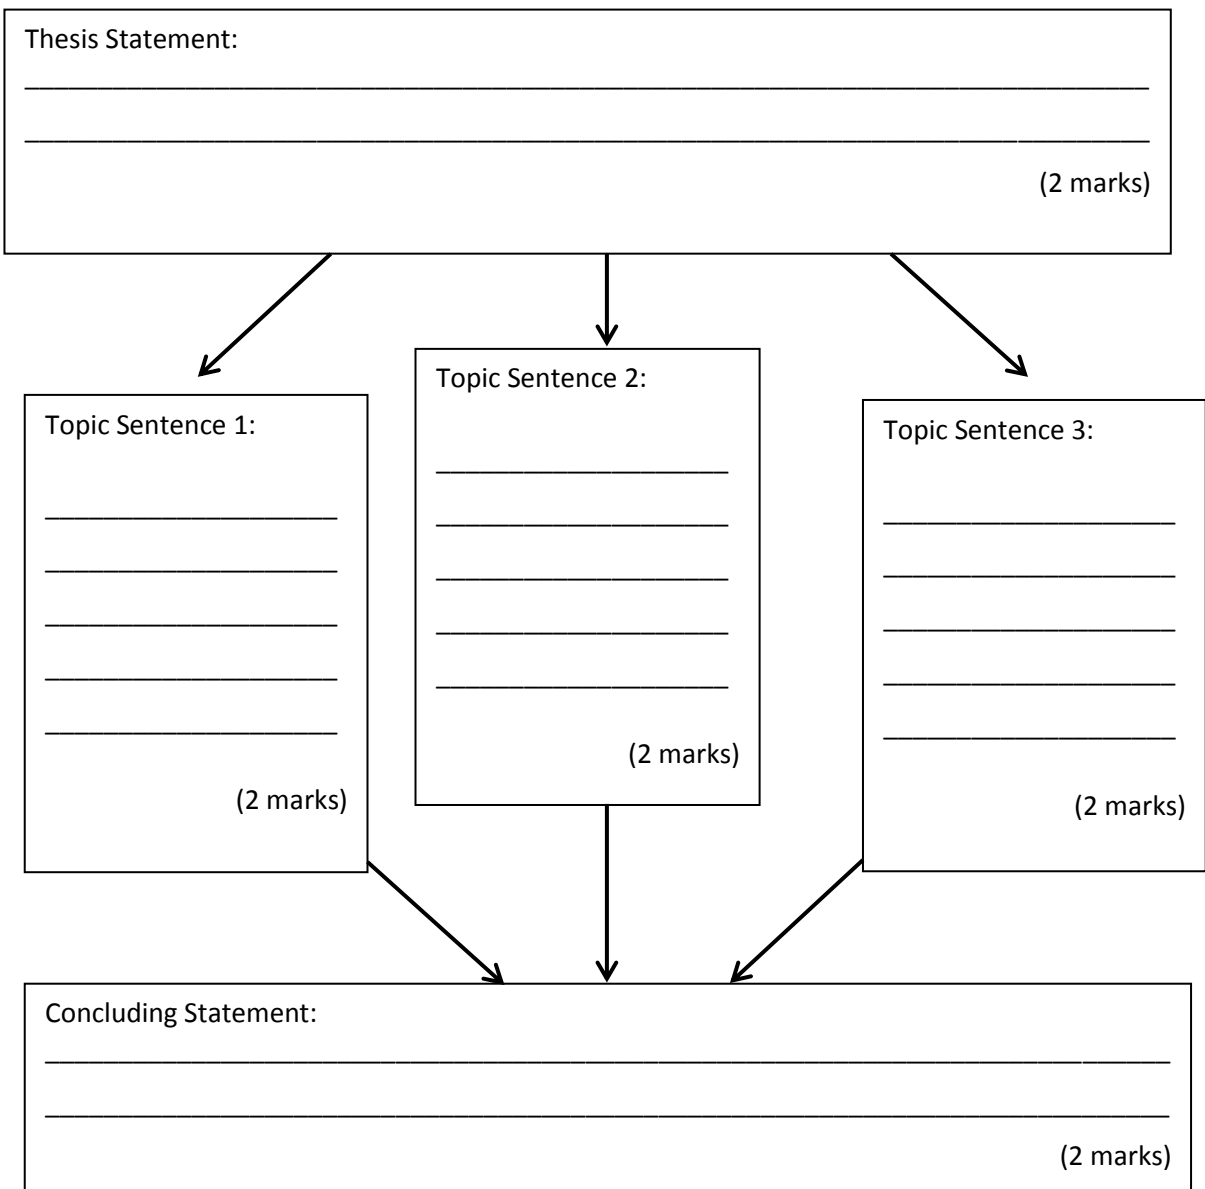 Thesis Statement:
(2 marks)
Topic Sentence 1:
(2 marks)
Topic Sentence 2:
(2 marks)
Topic Sentence 3:
(2 marks)
Concluding Statement:
(2 marks)